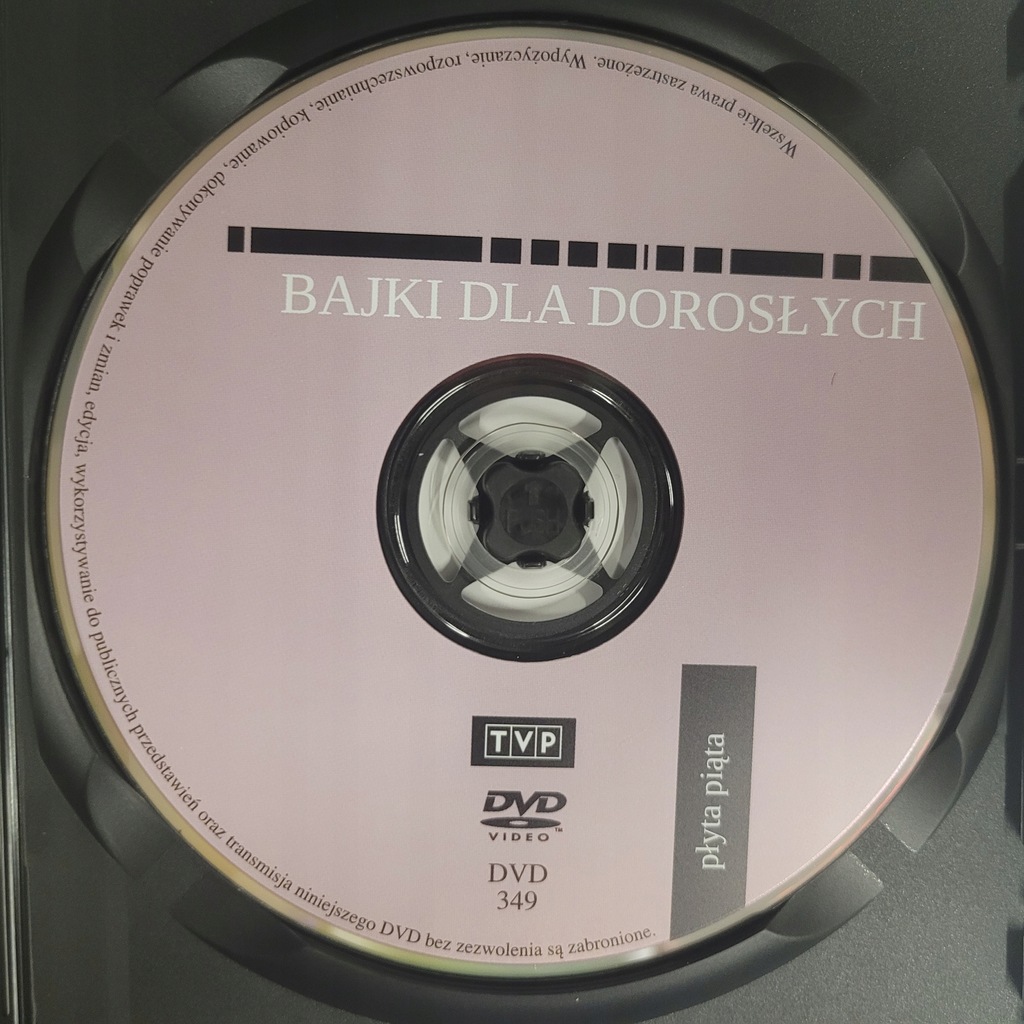 Wszelkie prawa zastrzeżone. Wypożyczanie, rozpowszechnianie, kopiowanie, dokonywanie poprawek i zmian, edycja, wykorzystywanie do publicznych przedstawień oraz transmisja niniejszego DVD bez zezwolenia są zabronione.
BAJKI DLA DOROSŁYCH
TVP
DVD
VIDEO™
DVD
349
płyta piąta